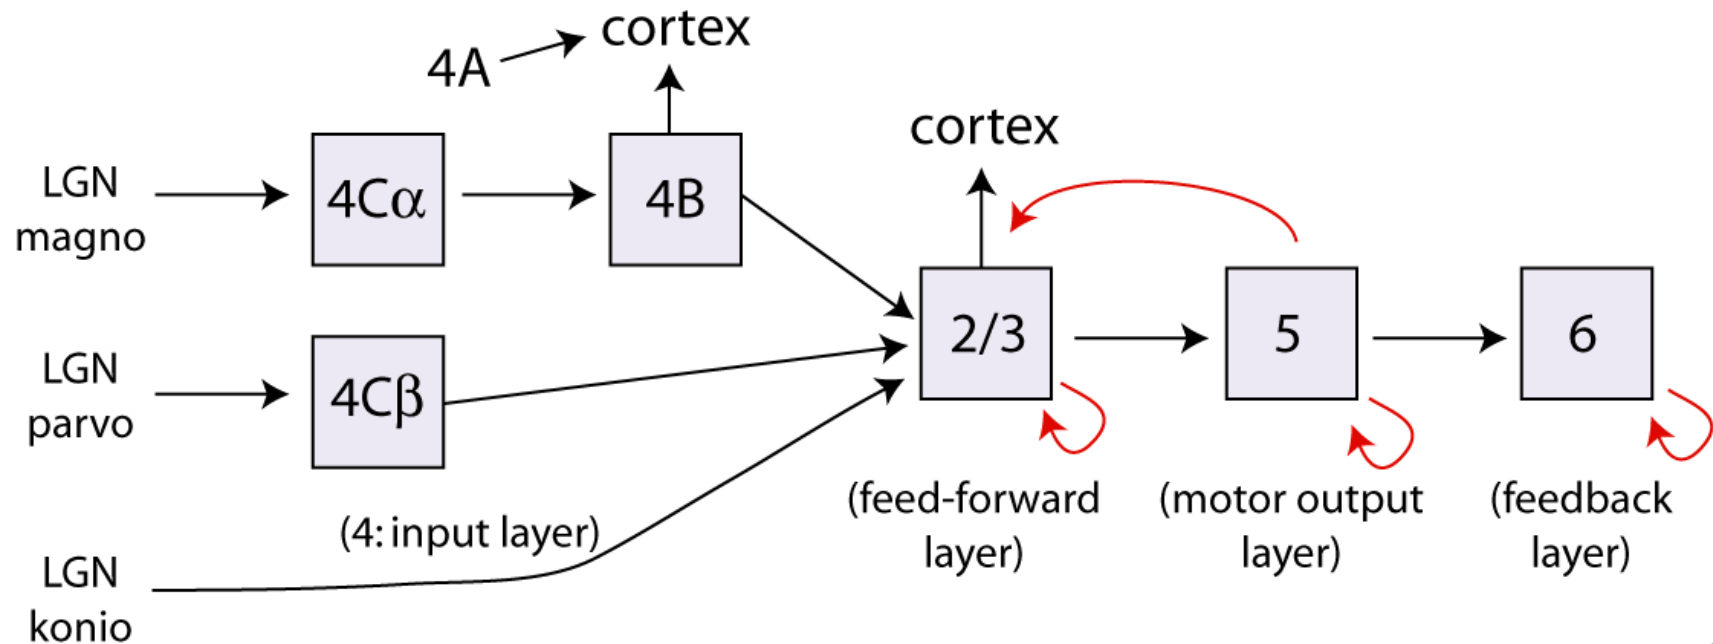 cortex
4A
cortex
LGN
magno
4Cα
4B
LGN
parvo
4Cβ
2/3
5
6
(feed-forward
layer)
(motor output
layer)
(feedback
layer)
(4: input layer)
LGN
konio